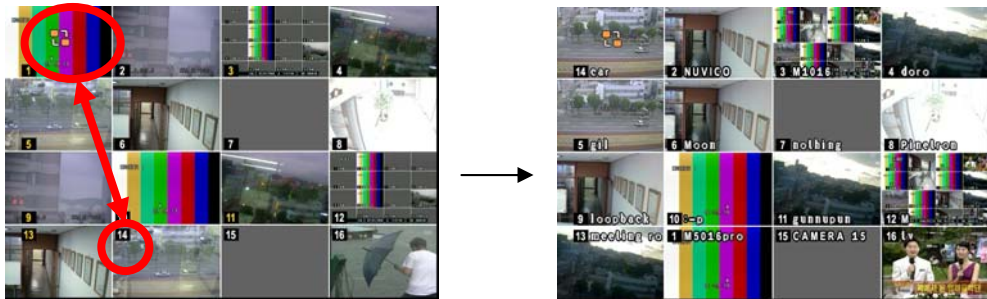 1 2 3 4
5 6 7 8
9 11 12
13 14 15 16
14 car 2 NUVICO 3 M1016 4 doro
5 gil 6 Moon 7 nothing 8 Pinetron
9 loopback 10 11 gunnupun 12 M
13 meeting ro 1 M5016pro 15 CAMERA 15 16 tv